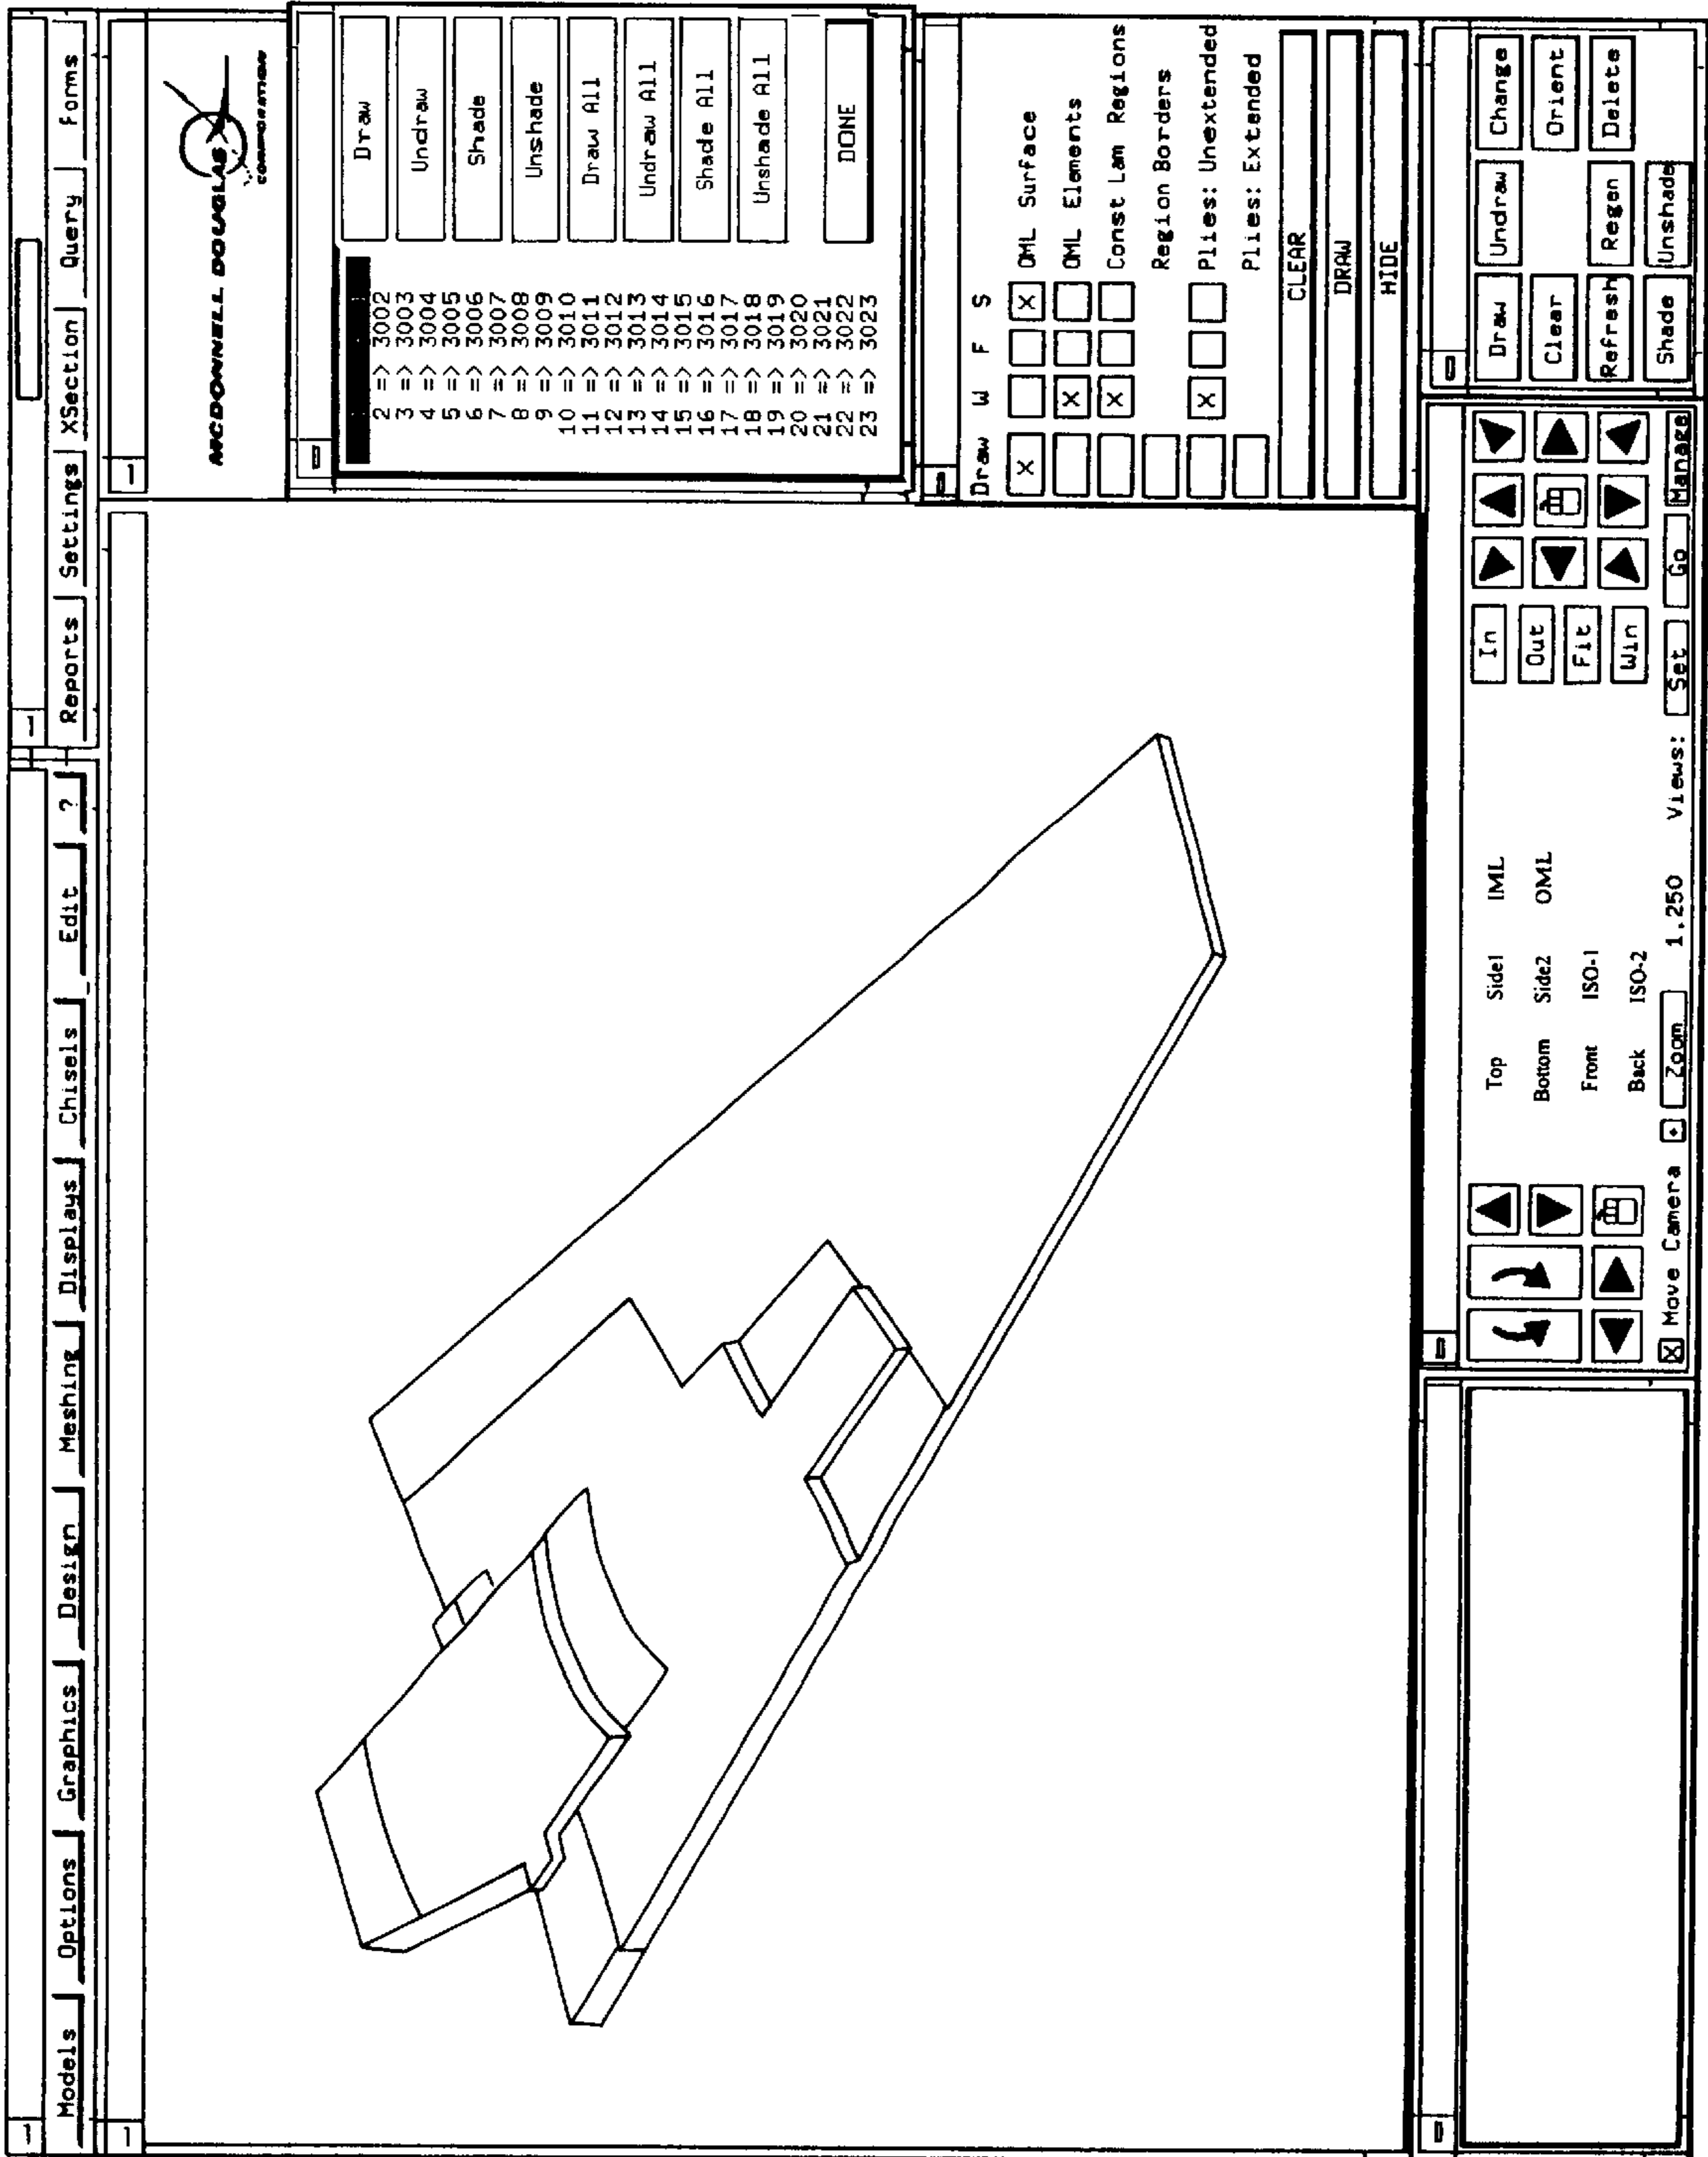 Models Options Graphics Design Meshing Displays Chisels Edit ?
Reports Settings XSection Query Forms
MCDONNELL DOUGLAS
CORPORATION
2 => 3002
3 => 3003
4 => 3004
5 => 3005
6 => 3006
7 => 3007
8 => 3008
9 => 3009
10 => 3010
11 => 3011
12 => 3012
13 => 3013
14 => 3014
15 => 3015
16 => 3016
17 => 3017
18 => 3018
19 => 3019
20 => 3020
21 => 3021
22 => 3022
23 => 3023
Draw
Undraw
Shade
Unshade
Draw All
Undraw All
Shade All
Unshade All
DONE
Draw W F S
X X OML Surface
X OML Elements
X Const Lam Regions
Region Borders
X Plies: Unextended
Plies: Extended
CLEAR
DRAW
HIDE
Top Side1 IML
Bottom Side2 OML
Front ISO-1
Back ISO-2
In
Out
Fit
Win
X Move Camera Zoom 1.250 Views: Set Go Manage
Draw Undraw Change
Clear Orient
Refresh Regen Delete
Shade Unshade